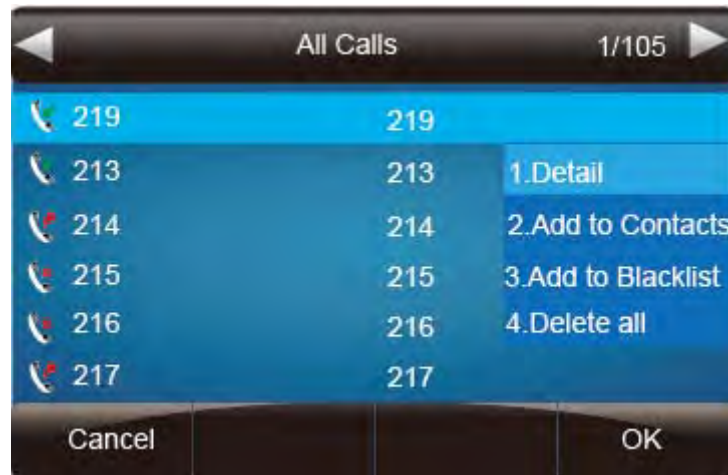 All Calls 1/105
219 219
213 213 1.Detail
214 214 2.Add to Contacts
215 215 3.Add to Blacklist
216 216 4.Delete all
217 217
Cancel OK